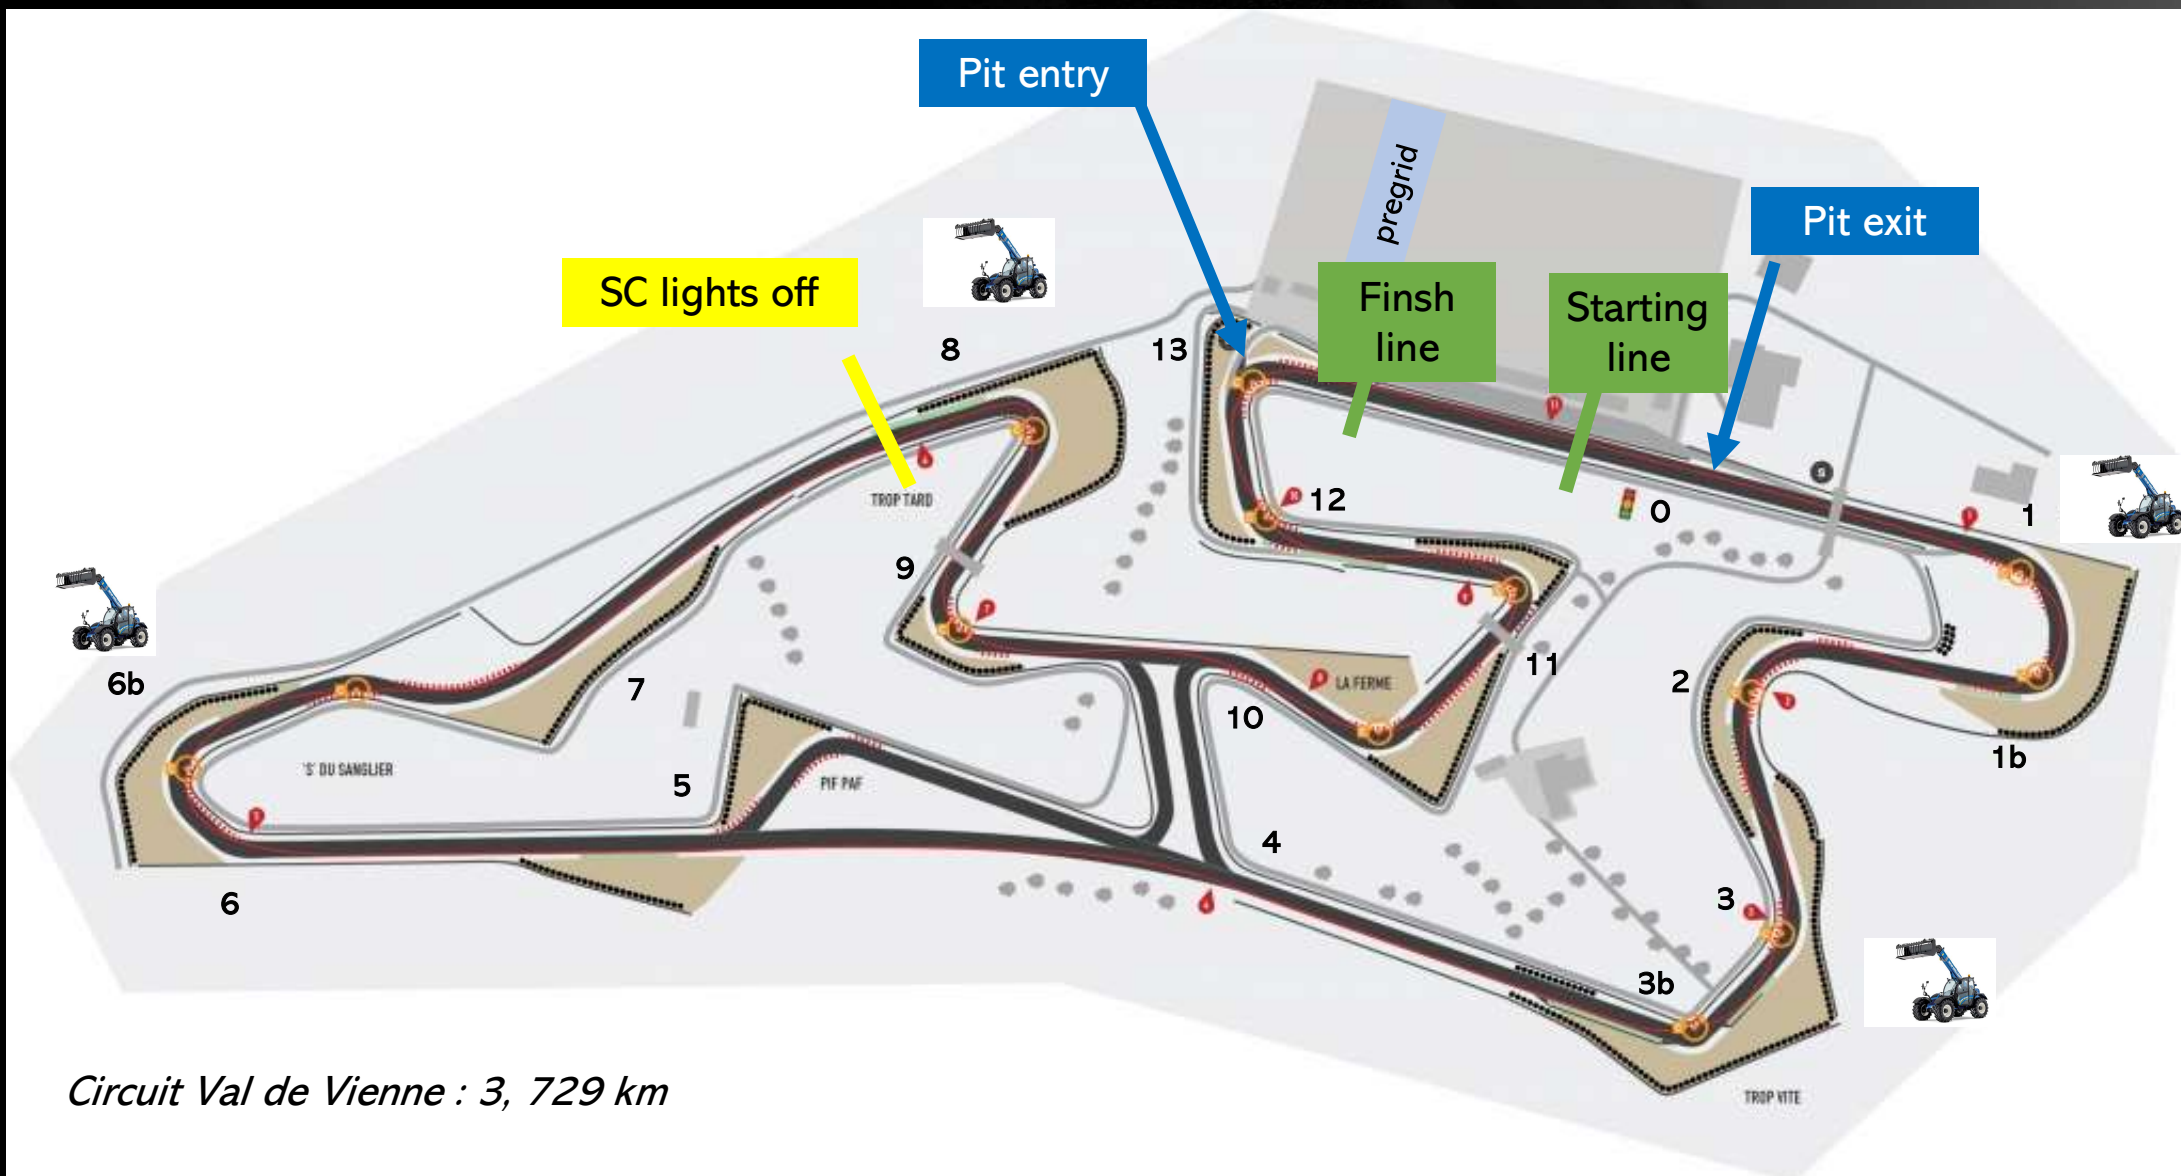 Pit entry
pregrid
Pit exit
SC lights off
Finsh
line
Starting
line
8
13
12
0
1
TROP TARD
9
6b
7
2
11
LA FERME
10
1b
'S' DU SANGLIER
5
PIF PAF
4
6
3
3b
Circuit Val de Vienne : 3, 729 km
TROP VITE